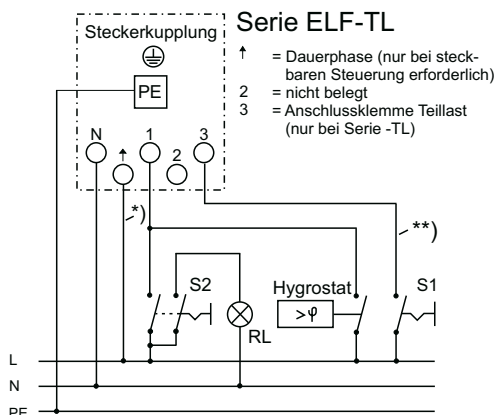 Serie ELF-TL
Steckerkupplung
↑ = Dauerphase (nur bei steck-
baren Steuerung erforderlich)
2 = nicht belegt
3 = Anschlussklemme Teillast
(nur bei Serie -TL)
PE
N ↑ 1 2 3
*)
**)
S2
Hygrostat
S1
>φ
RL
L
N
PE